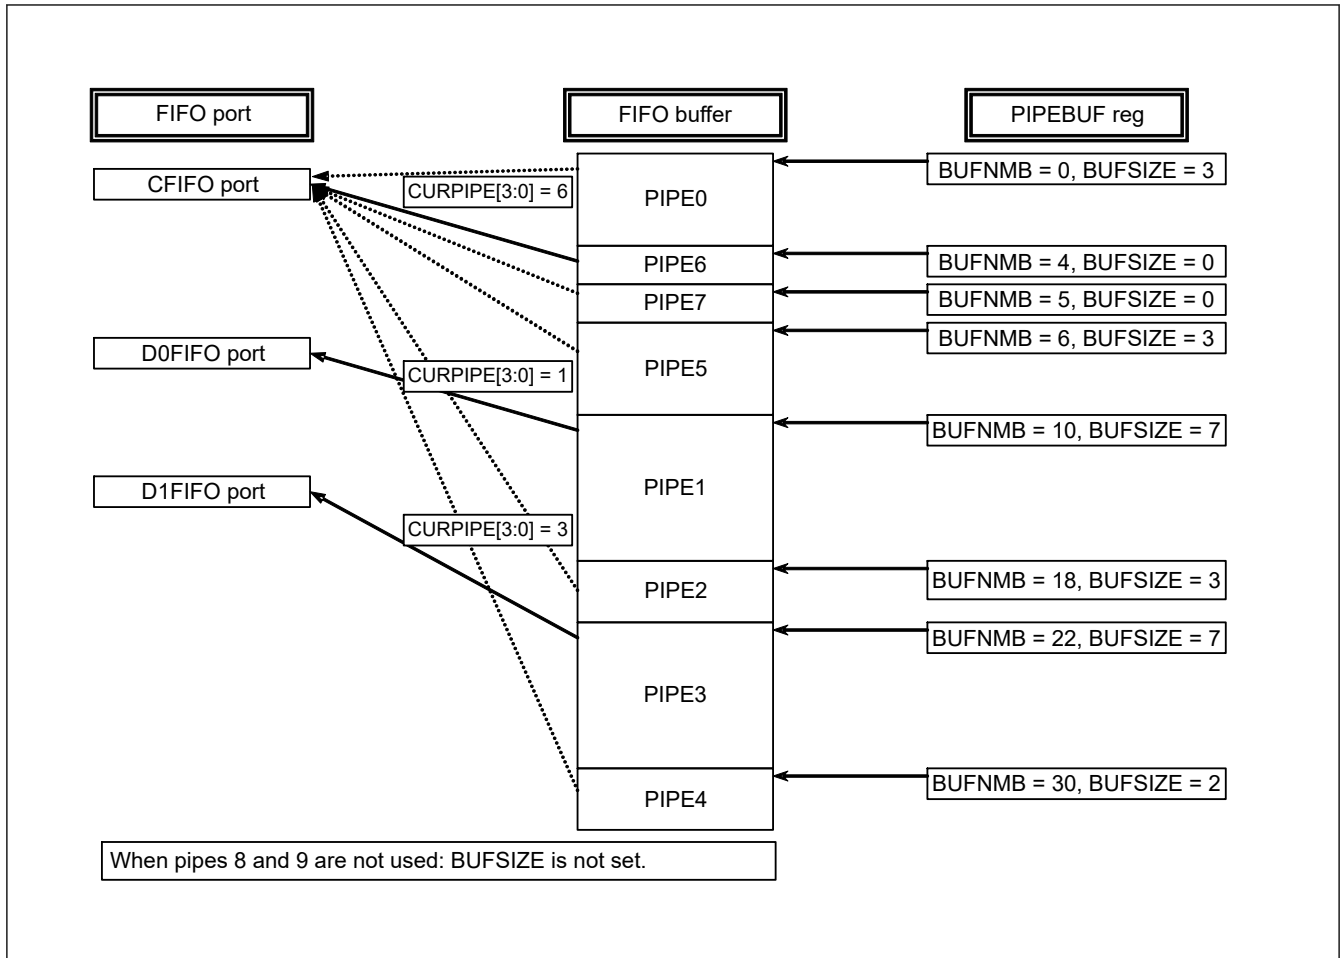 FIFO port
FIFO buffer
PIPEBUF reg
CFIFO port
CURPIPE[3:0] = 6
PIPE0
BUFNMB = 0, BUFSIZE = 3
PIPE6
BUFNMB = 4, BUFSIZE = 0
PIPE7
BUFNMB = 5, BUFSIZE = 0
D0FIFO port
CURPIPE[3:0] = 1
PIPE5
BUFNMB = 6, BUFSIZE = 3
PIPE1
BUFNMB = 10, BUFSIZE = 7
D1FIFO port
CURPIPE[3:0] = 3
PIPE2
BUFNMB = 18, BUFSIZE = 3
PIPE3
BUFNMB = 22, BUFSIZE = 7
PIPE4
BUFNMB = 30, BUFSIZE = 2
When pipes 8 and 9 are not used: BUFSIZE is not set.